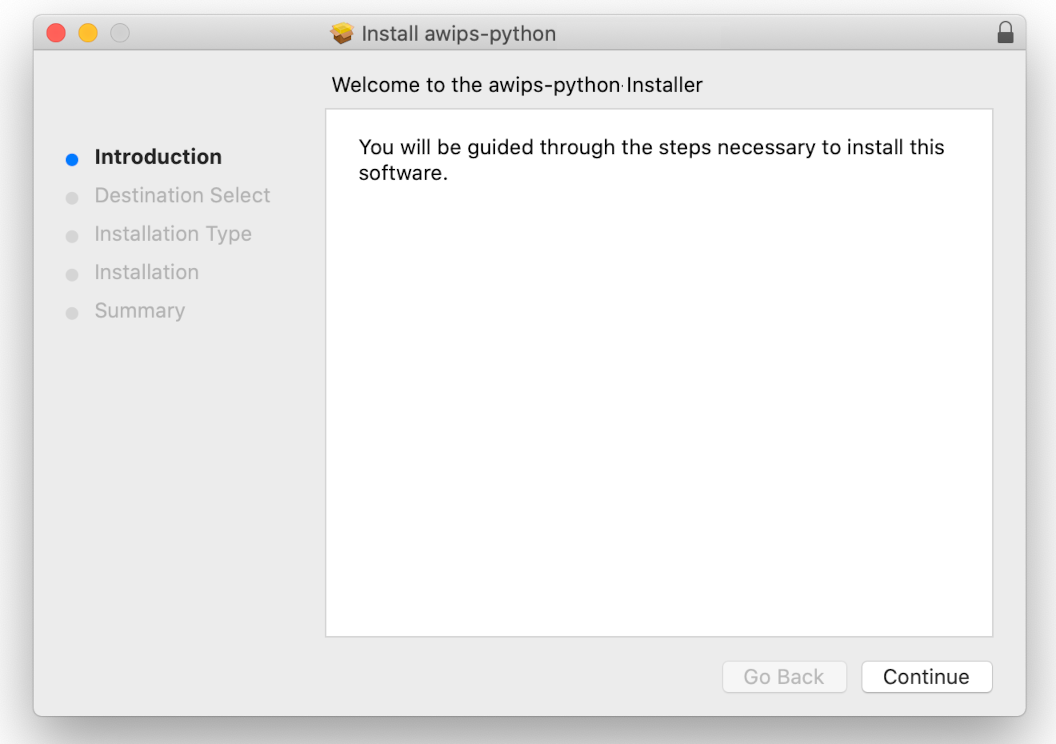 Install awips-python
Welcome to the awips-python Installer
Introduction
Destination Select
Installation Type
Installation
Summary
You will be guided through the steps necessary to install this
software.
Go Back
Continue